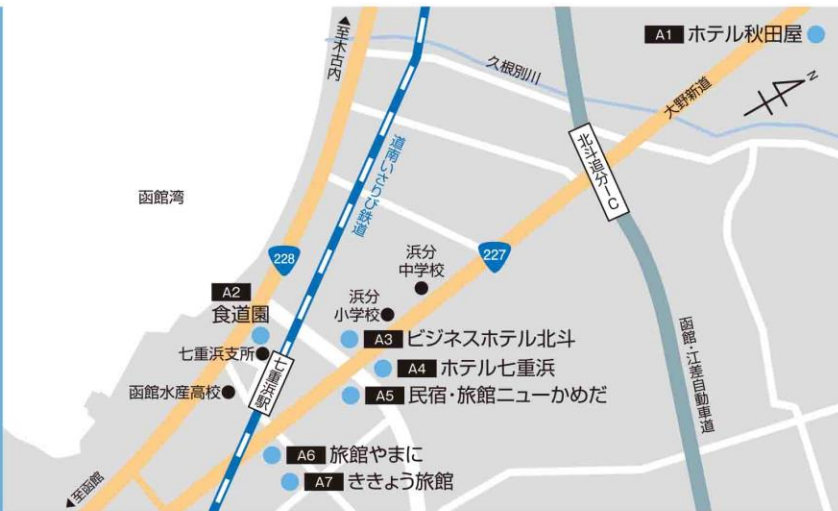 A1 ホテル秋田屋
▲至木古内
久根別川
大野新道
N
道南いさりび鉄道
北斗追分IC
函館湾
228
227
浜分
中学校
A2
食道園
浜分
小学校
A3 ビジネスホテル北斗
七重浜支所
七重浜駅
A4 ホテル七重浜
函館水産高校
A5 民宿・旅館ニューかめだ
函館・江差自動車道
A6 旅館やまに
A7 ききょう旅館
▲至函館